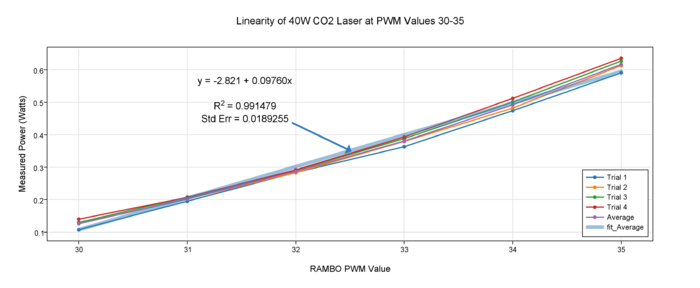 Linearity of 40W CO2 Laser at PWM Values 30-35
y = -2.821 + 0.09760x
R² = 0.991479
Std Err = 0.0189255
Measured Power (Watts)
0.6
0.5
0.4
0.3
0.2
0.1
30 31 32 33 34 35
RAMBO PWM Value
Trial 1
Trial 2
Trial 3
Trial 4
Average
fit_Average